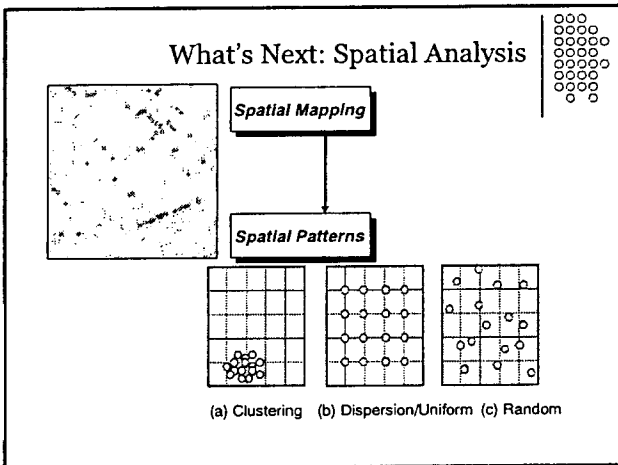 What's Next: Spatial Analysis
Spatial Mapping
Spatial Patterns
(a) Clustering (b) Dispersion/Uniform (c) Random